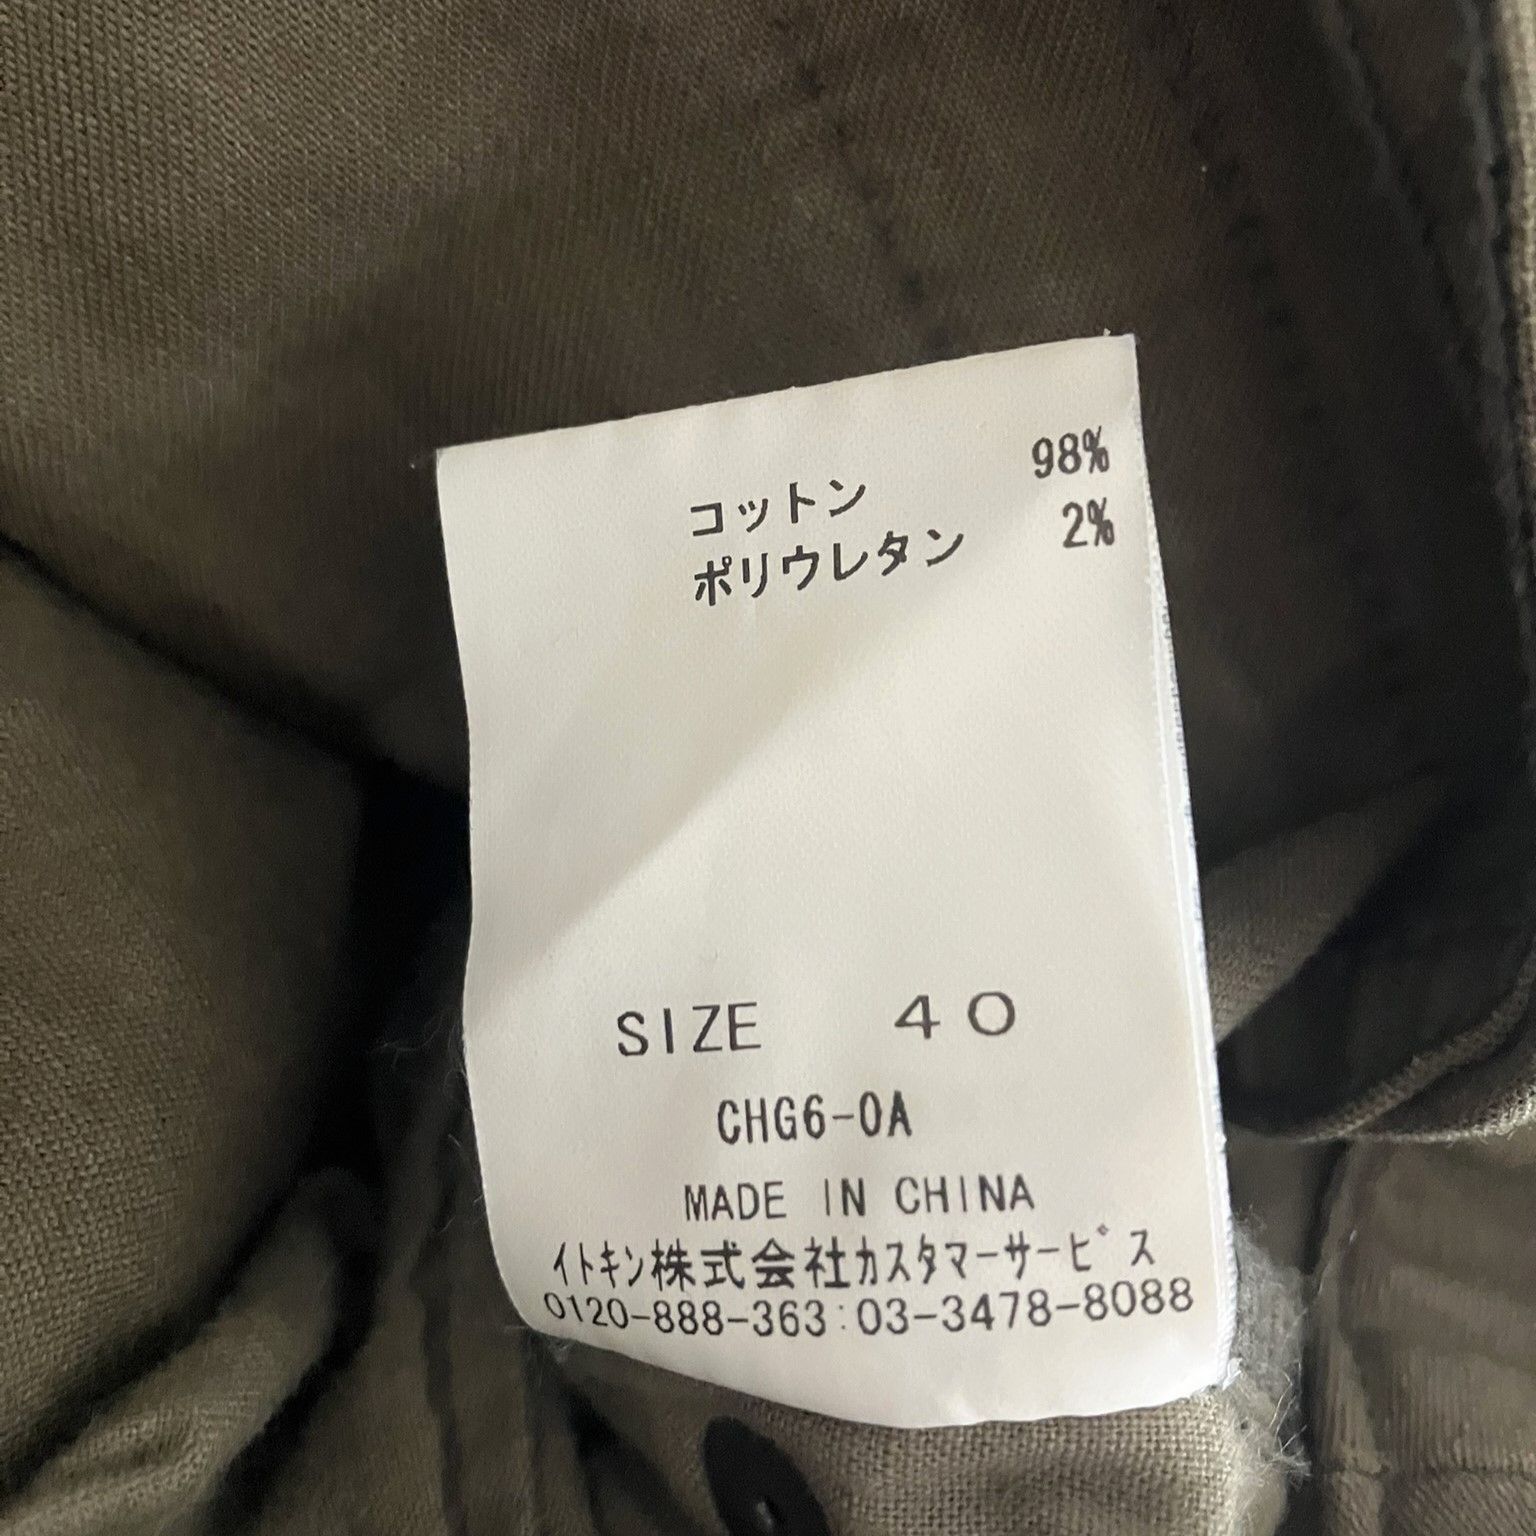 コットン 98%
ポリウレタン 2%
SIZE 40
CHG6-0A
MADE IN CHINA
イトキン株式会社カスタマーサービス
0120-888-363:03-3478-8088